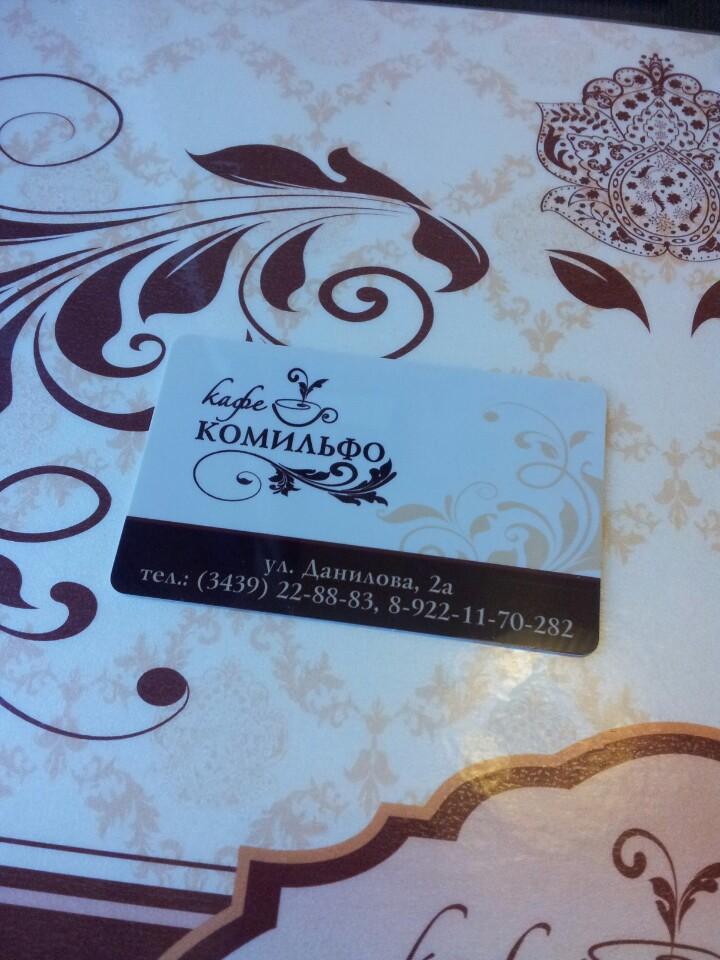 кафе
КОМИЛЬФО
ул. Данилова, 2а
тел.: (3439) 22-88-83, 8-922-11-70-282